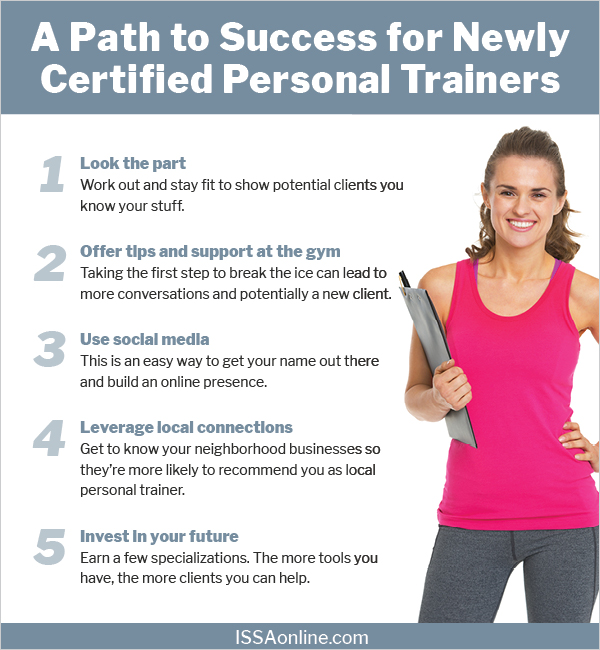 A Path to Success for Newly
Certified Personal Trainers
1
Look the part
Work out and stay fit to show potential clients you
know your stuff.
2
Offer tips and support at the gym
Taking the first step to break the ice can lead to
more conversations and potentially a new client.
3
Use social media
This is an easy way to get your name out there
and build an online presence.
4
Leverage local connections
Get to know your neighborhood businesses so
they're more likely to recommend you as local
personal trainer.
5
Invest in your future
Earn a few specializations. The more tools you
have, the more clients you can help.
ISSAonline.com